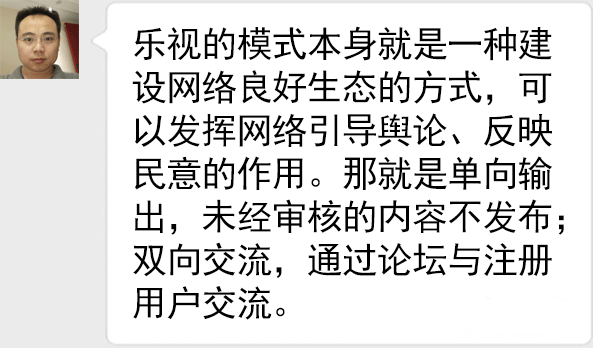 乐视的模式本身就是一种建
设网络良好生态的方式，可
以发挥网络引导舆论、反映
民意的作用。那就是单向输
出，未经审核的内容不发布；
双向交流，通过论坛与注册
用户交流。